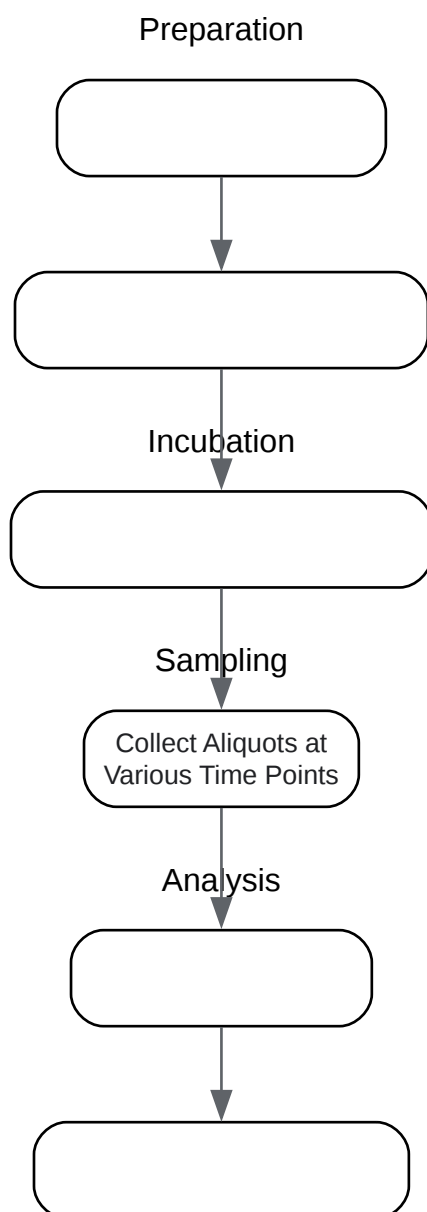 Preparation
Incubation
Sampling
Collect Aliquots at
Various Time Points
Analysis